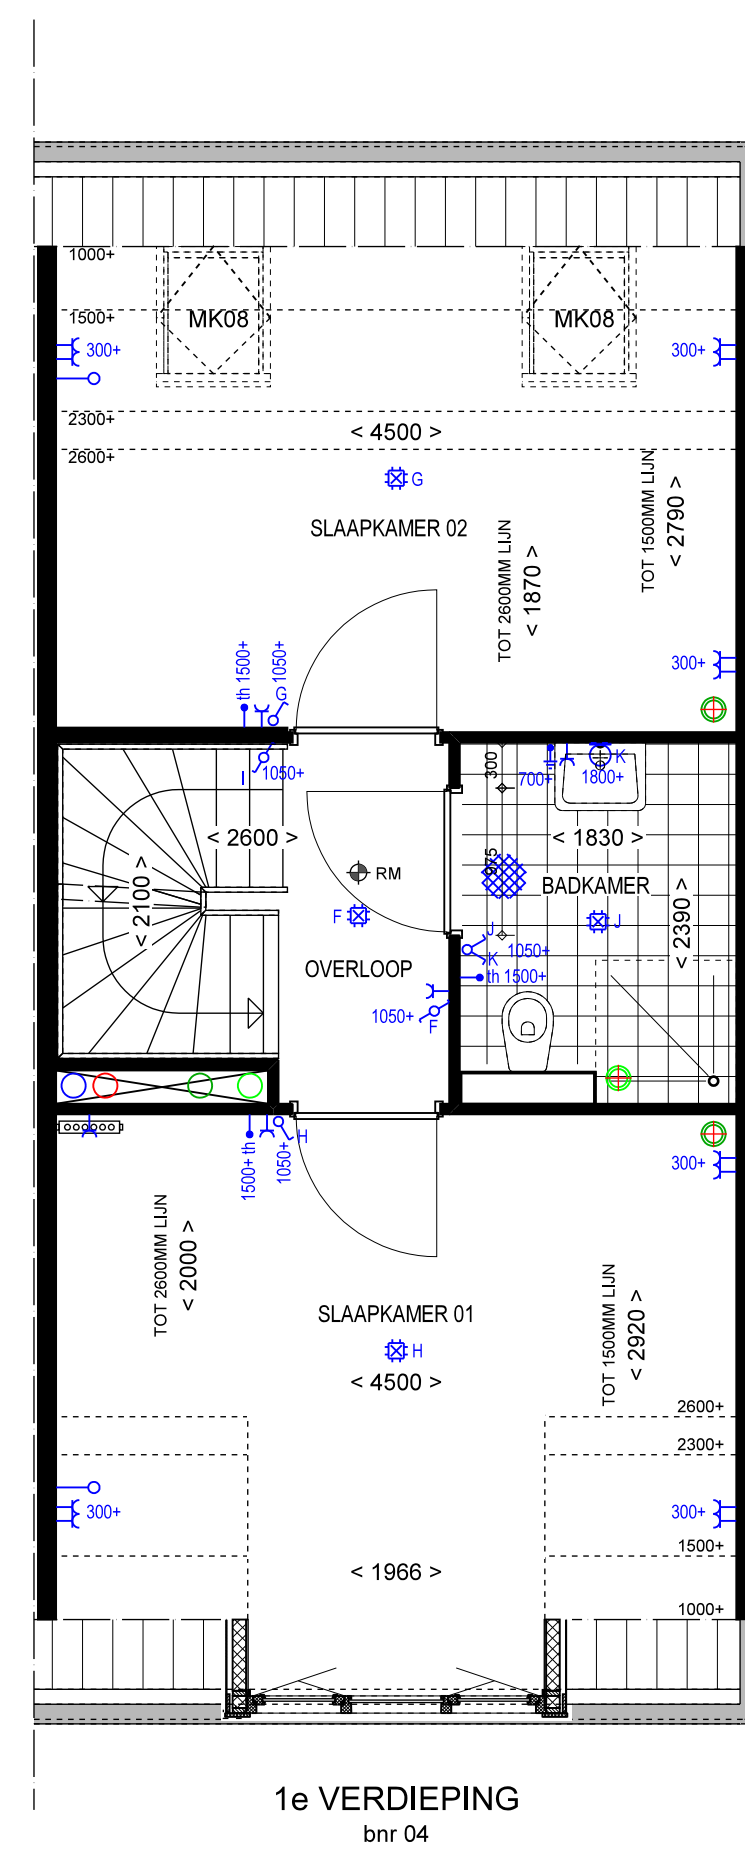 1000+
1500+
MK08
MK08
300+
300+
2300+
< 4500 >
2600+
G
SLAAPKAMER 02
TOT 1500MM LIJN
< 2790 >
TOT 2600MM LIJN
< 1870 >
300+
th 1500+
G 1050+
I
1050+
300
700+
1800+
K
< 2600 >
< 1830 >
975
RM
BADKAMER
< 2100 >
F
J
< 2390 >
J
K
1050+
OVERLOOP
th 1500+
1050+
F
1500+ th
1050+
H
300+
TOT 2600MM LIJN
< 2000 >
TOT 1500MM LIJN
< 2920 >
SLAAPKAMER 01
H
< 4500 >
2600+
2300+
300+
300+
1500+
< 1966 >
1000+
1e VERDIEPING
bnr 04